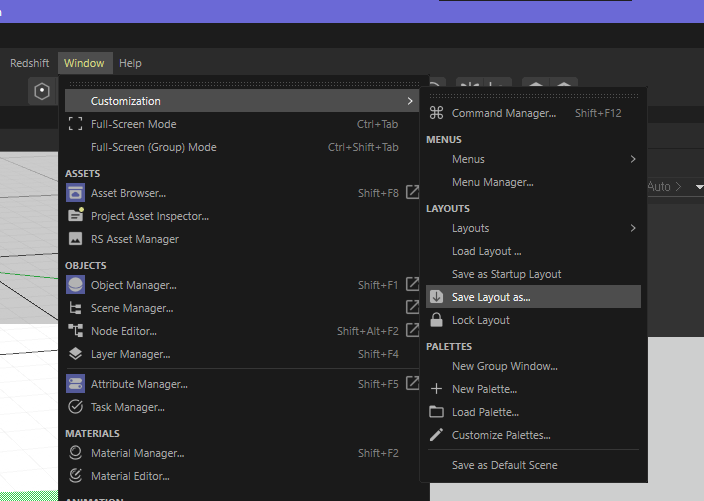 Redshift Window Help
Customization
Full-Screen Mode Ctrl+Tab
Full-Screen (Group) Mode Ctrl+Shift+Tab
ASSETS
Asset Browser... Shift+F8
Project Asset Inspector...
RS Asset Manager
OBJECTS
Object Manager... Shift+F1
Scene Manager...
Node Editor... Shift+Alt+F2
Layer Manager... Shift+F4
Attribute Manager... Shift+F5
Task Manager...
MATERIALS
Material Manager... Shift+F2
Material Editor...
ANIMATION
Command Manager... Shift+F12
MENUS
Menus
Menu Manager...
LAYOUTS
Layouts
Load Layout ...
Save as Startup Layout
Save Layout as...
Lock Layout
PALETTES
New Group Window...
New Palette...
Load Palette...
Customize Palettes...
Save as Default Scene
Auto